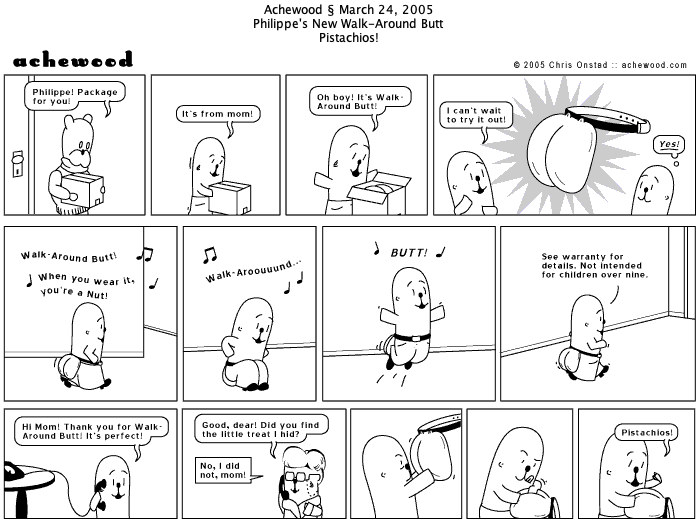 Achewood § March 24, 2005
Philippe's New Walk-Around Butt
Pistachios!
achewood
© 2005 Chris Onstad :: achewood.com
Philippe! Package
for you!
It's from mom!
Oh boy! It's Walk-
Around Butt!
I can't wait
to try it out!
Yes!
Walk-Around Butt!
When you wear it,
you're a Nut!
Walk-Aroouuund...
BUTT!
See warranty for
details. Not intended
for children over nine.
Hi Mom! Thank you for Walk-
Around Butt! It's perfect!
Good, dear! Did you find
the little treat I hid?
No, I did
not, mom!
Pistachios!